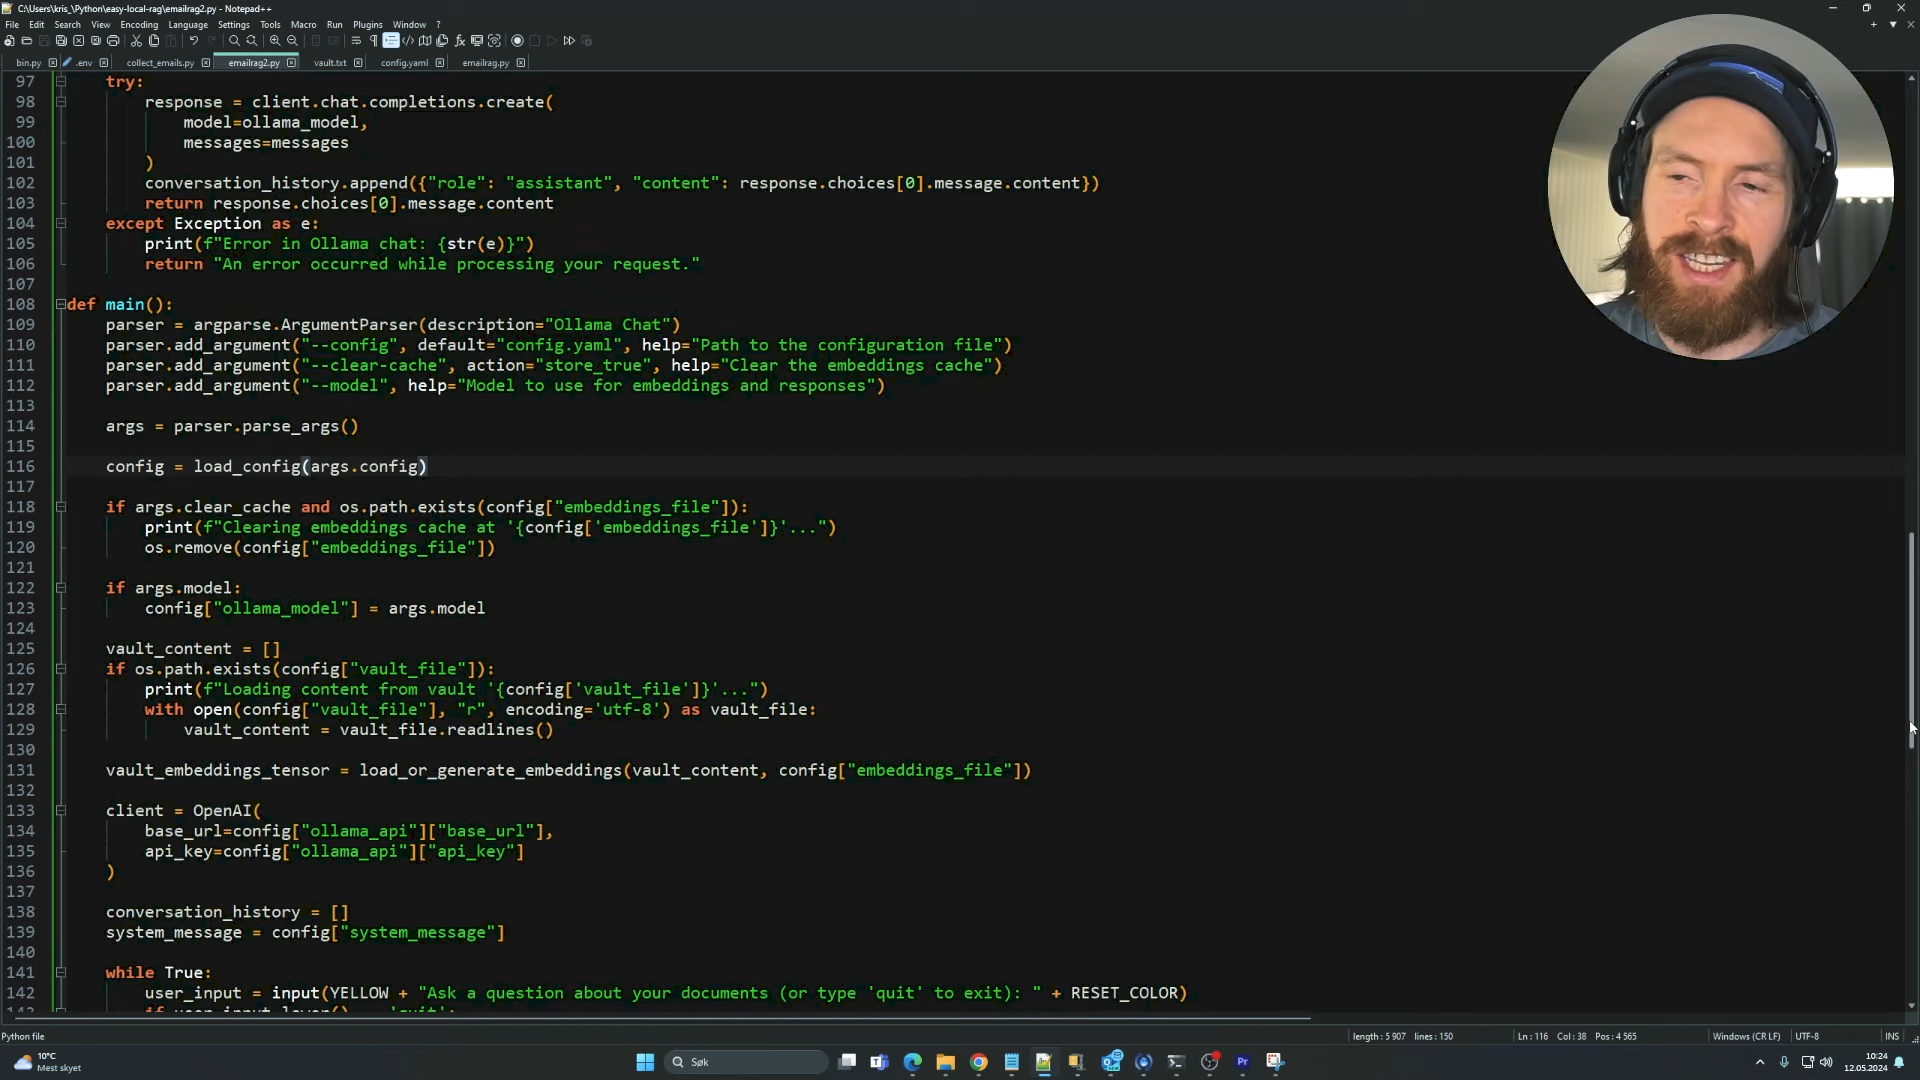 C:\Users\kris_\Python\easy-local-rag\emailrag2.py - Notepad++
File Edit Search View Encoding Language Settings Tools Macro Run Plugins Window ?
bin.py .env collect_emails.py emailrag2.py vault.txt config.yaml emailrag.py
97 try:
98 response = client.chat.completions.create(
99 model=ollama_model,
100 messages=messages
101 )
102 conversation_history.append({"role": "assistant", "content": response.choices[0].message.content})
103 return response.choices[0].message.content
104 except Exception as e:
105 print(f"Error in Ollama chat: {str(e)}")
106 return "An error occurred while processing your request."
107
108 def main():
109 parser = argparse.ArgumentParser(description="Ollama Chat")
110 parser.add_argument("--config", default="config.yaml", help="Path to the configuration file")
111 parser.add_argument("--clear-cache", action="store_true", help="Clear the embeddings cache")
112 parser.add_argument("--model", help="Model to use for embeddings and responses")
113
114 args = parser.parse_args()
115
116 config = load_config(args.config)
117
118 if args.clear_cache and os.path.exists(config["embeddings_file"]):
119 print(f"Clearing embeddings cache at '{config['embeddings_file']}'...")
120 os.remove(config["embeddings_file"])
121
122 if args.model:
123 config["ollama_model"] = args.model
124
125 vault_content = []
126 if os.path.exists(config["vault_file"]):
127 print(f"Loading content from vault '{config['vault_file']}'...")
128 with open(config["vault_file"], "r", encoding='utf-8') as vault_file:
129 vault_content = vault_file.readlines()
130
131 vault_embeddings_tensor = load_or_generate_embeddings(vault_content, config["embeddings_file"])
132
133 client = OpenAI(
134 base_url=config["ollama_api"]["base_url"],
135 api_key=config["ollama_api"]["api_key"]
136 )
137
138 conversation_history = []
139 system_message = config["system_message"]
140
141 while True:
142 user_input = input(YELLOW + "Ask a question about your documents (or type 'quit' to exit): " + RESET_COLOR)
Python file length : 5 907 lines : 150 Ln : 116 Col : 38 Pos : 4 565 Windows (CR LF) UTF-8 INS
10°C
Mest skyet
Søk
10:24
12.05.2024